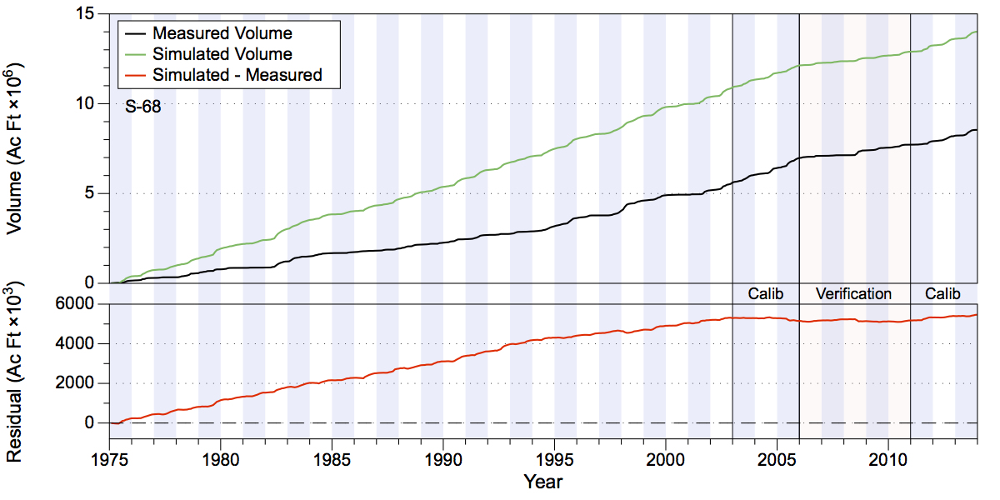 15
Measured Volume
Simulated Volume
Simulated - Measured
S-68
10
5
0
Volume (Ac Ft ×10⁶)
Calib
Verification
Calib
6000
4000
2000
0
Residual (Ac Ft ×10³)
1975
1980
1985
1990
1995
2000
2005
2010
Year